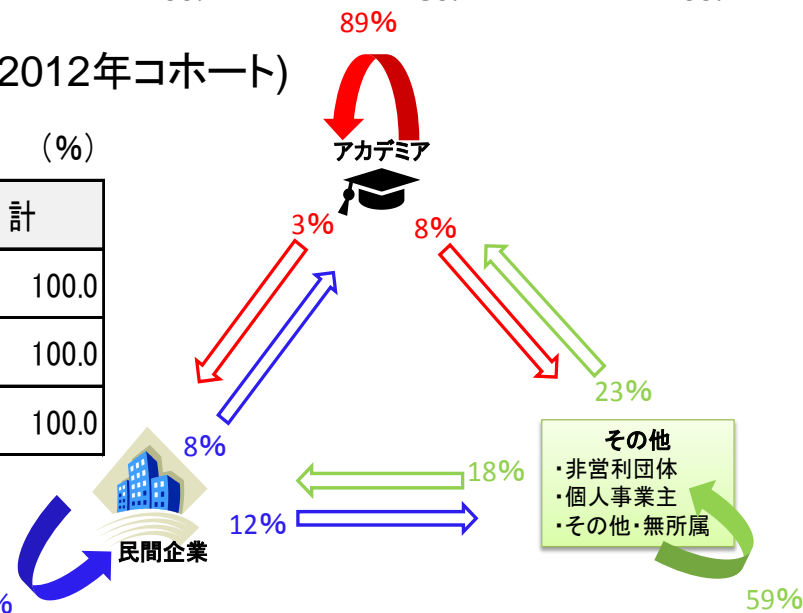 89%
2012年コホート)
(%)
アカデミア
計
3%
8%
100.0
100.0
23%
100.0
8%
その他
・非営利団体
・個人事業主
・その他・無所属
18%
12%
民間企業
59%